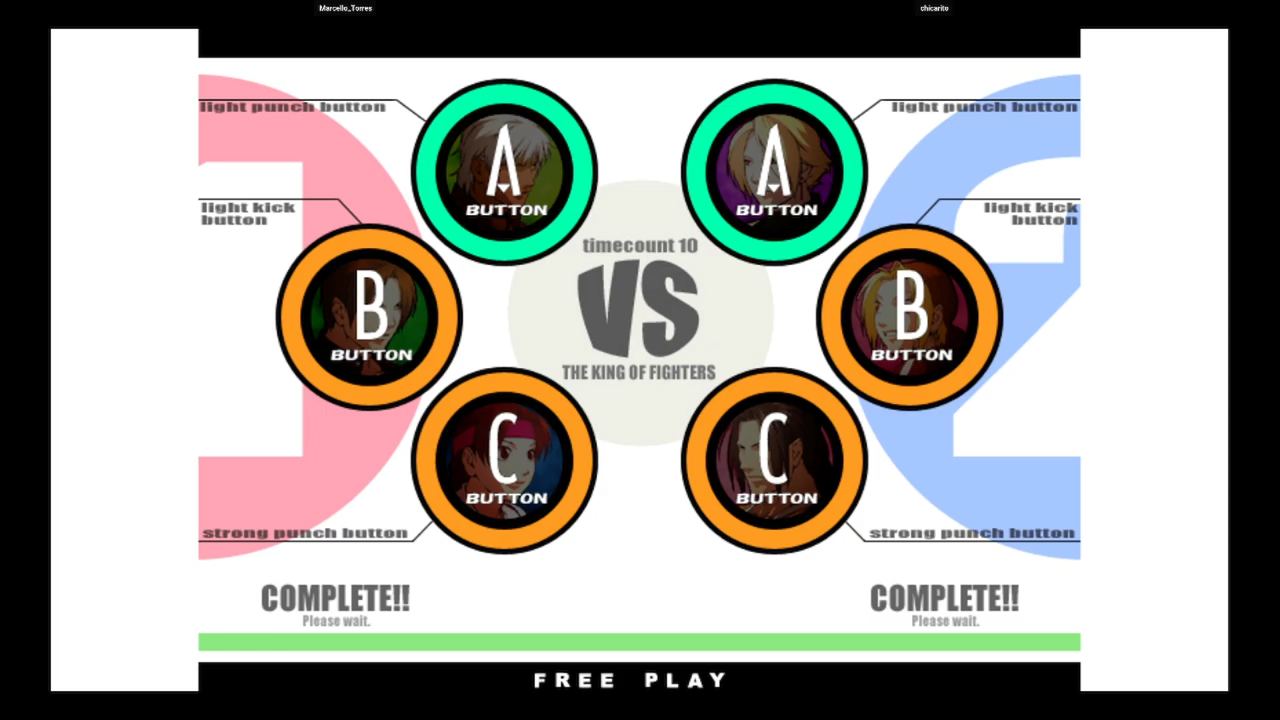 Marcello_Torres
chicarito
light punch button
light punch button
A
BUTTON
A
BUTTON
light kick
button
light kick
button
timecount 10
VS
THE KING OF FIGHTERS
B
BUTTON
B
BUTTON
C
BUTTON
C
BUTTON
strong punch button
strong punch button
COMPLETE!!
Please wait.
COMPLETE!!
Please wait.
FREE PLAY
1
2